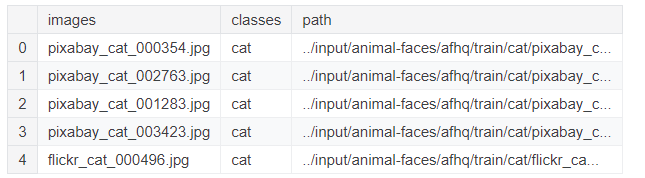 images classes path
0 pixabay_cat_000354.jpg cat ../input/animal-faces/afhq/train/cat/pixabay_c...
1 pixabay_cat_002763.jpg cat ../input/animal-faces/afhq/train/cat/pixabay_c...
2 pixabay_cat_001283.jpg cat ../input/animal-faces/afhq/train/cat/pixabay_c...
3 pixabay_cat_003423.jpg cat ../input/animal-faces/afhq/train/cat/pixabay_c...
4 flickr_cat_000496.jpg cat ../input/animal-faces/afhq/train/cat/flickr_ca...